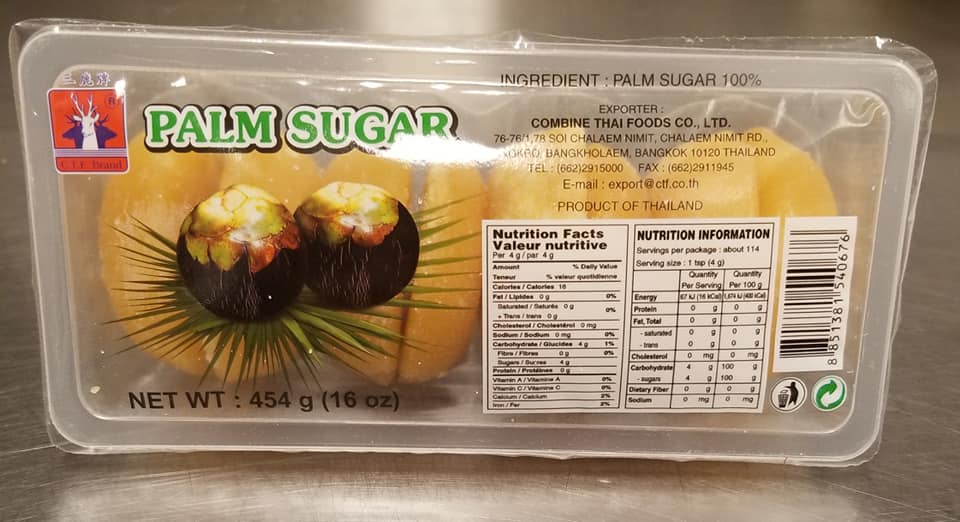 三鹿牌
®
C.T.F. Brand
PALM SUGAR
NET WT : 454 g (16 oz)
INGREDIENT : PALM SUGAR 100%
EXPORTER :
COMBINE THAI FOODS CO., LTD.
76-76/1,78 SOI CHALAEM NIMIT, CHALAEM NIMIT RD.,
BANGKHOLAEM, BANGKOK 10120 THAILAND
TEL : (662)2915000 FAX : (662)2911945
E-mail : export@ctf.co.th
PRODUCT OF THAILAND
Nutrition Facts
Valeur nutritive
Per 4 g / par 4 g
Amount % Daily Value
Teneur % valeur quotidienne
Calories / Calories 16
Fat / Lipides 0 g 0%
Saturated / Saturés 0 g 0%
+ Trans / trans 0 g
Cholesterol / Cholestérol 0 mg
Sodium / Sodium 0 mg 0%
Carbohydrate / Glucides 4 g 1%
Fibre / Fibres 0 g 0%
Sugars / Sucres 4 g
Protein / Protéines 0 g
Vitamin A / Vitamine A 0%
Vitamin C / Vitamine C 0%
Calcium / Calcium 2%
Iron / Fer 2%
NUTRITION INFORMATION
Servings per package : about 114
Serving size : 1 tsp (4 g)
Quantity Quantity
Per Serving Per 100 g
Energy 67 kJ (16 kCal) 1,674 kJ (400 kCal)
Protein 0 g 0 g
Fat, Total 0 g 0 g
- saturated 0 g 0 g
- trans 0 g 0 g
Cholesterol 0 mg 0 mg
Carbohydrate 4 g 100 g
- sugars 4 g 100 g
Dietary Fiber 0 g 0 g
Sodium 0 mg 0 mg
8 851381 540676